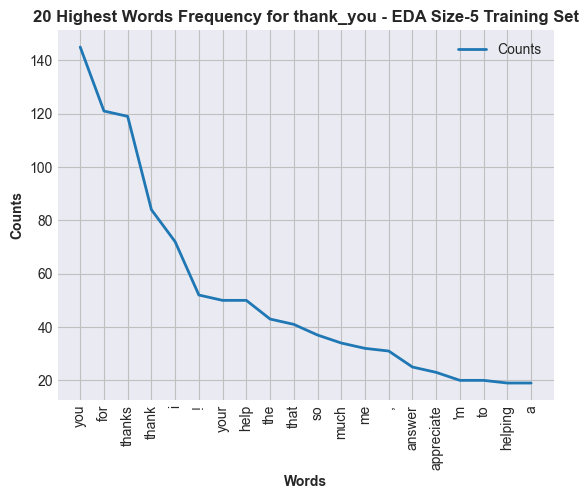 20 Highest Words Frequency for thank_you - EDA Size-5 Training Set
Counts
140
120
100
80
60
40
20
Counts
you
for
thanks
thank
i
!
your
help
the
that
so
much
me
,
answer
appreciate
'm
to
helping
a
Words